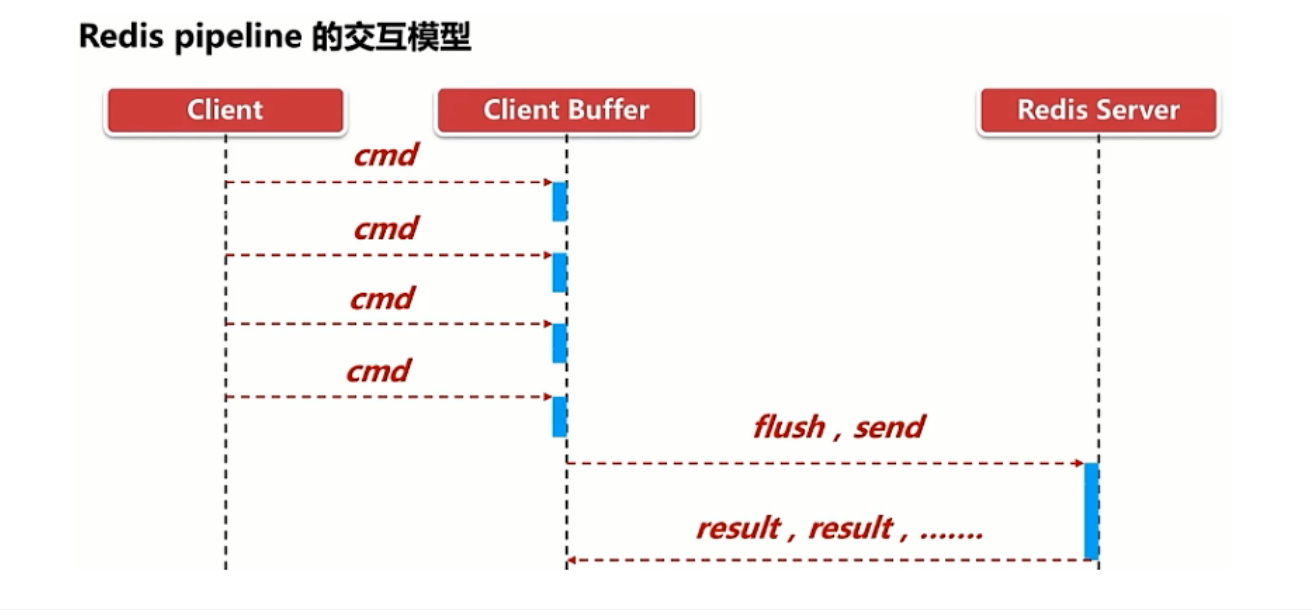 Redis pipeline 的交互模型
Client
Client Buffer
Redis Server
cmd
cmd
cmd
cmd
flush , send
result , result , .......